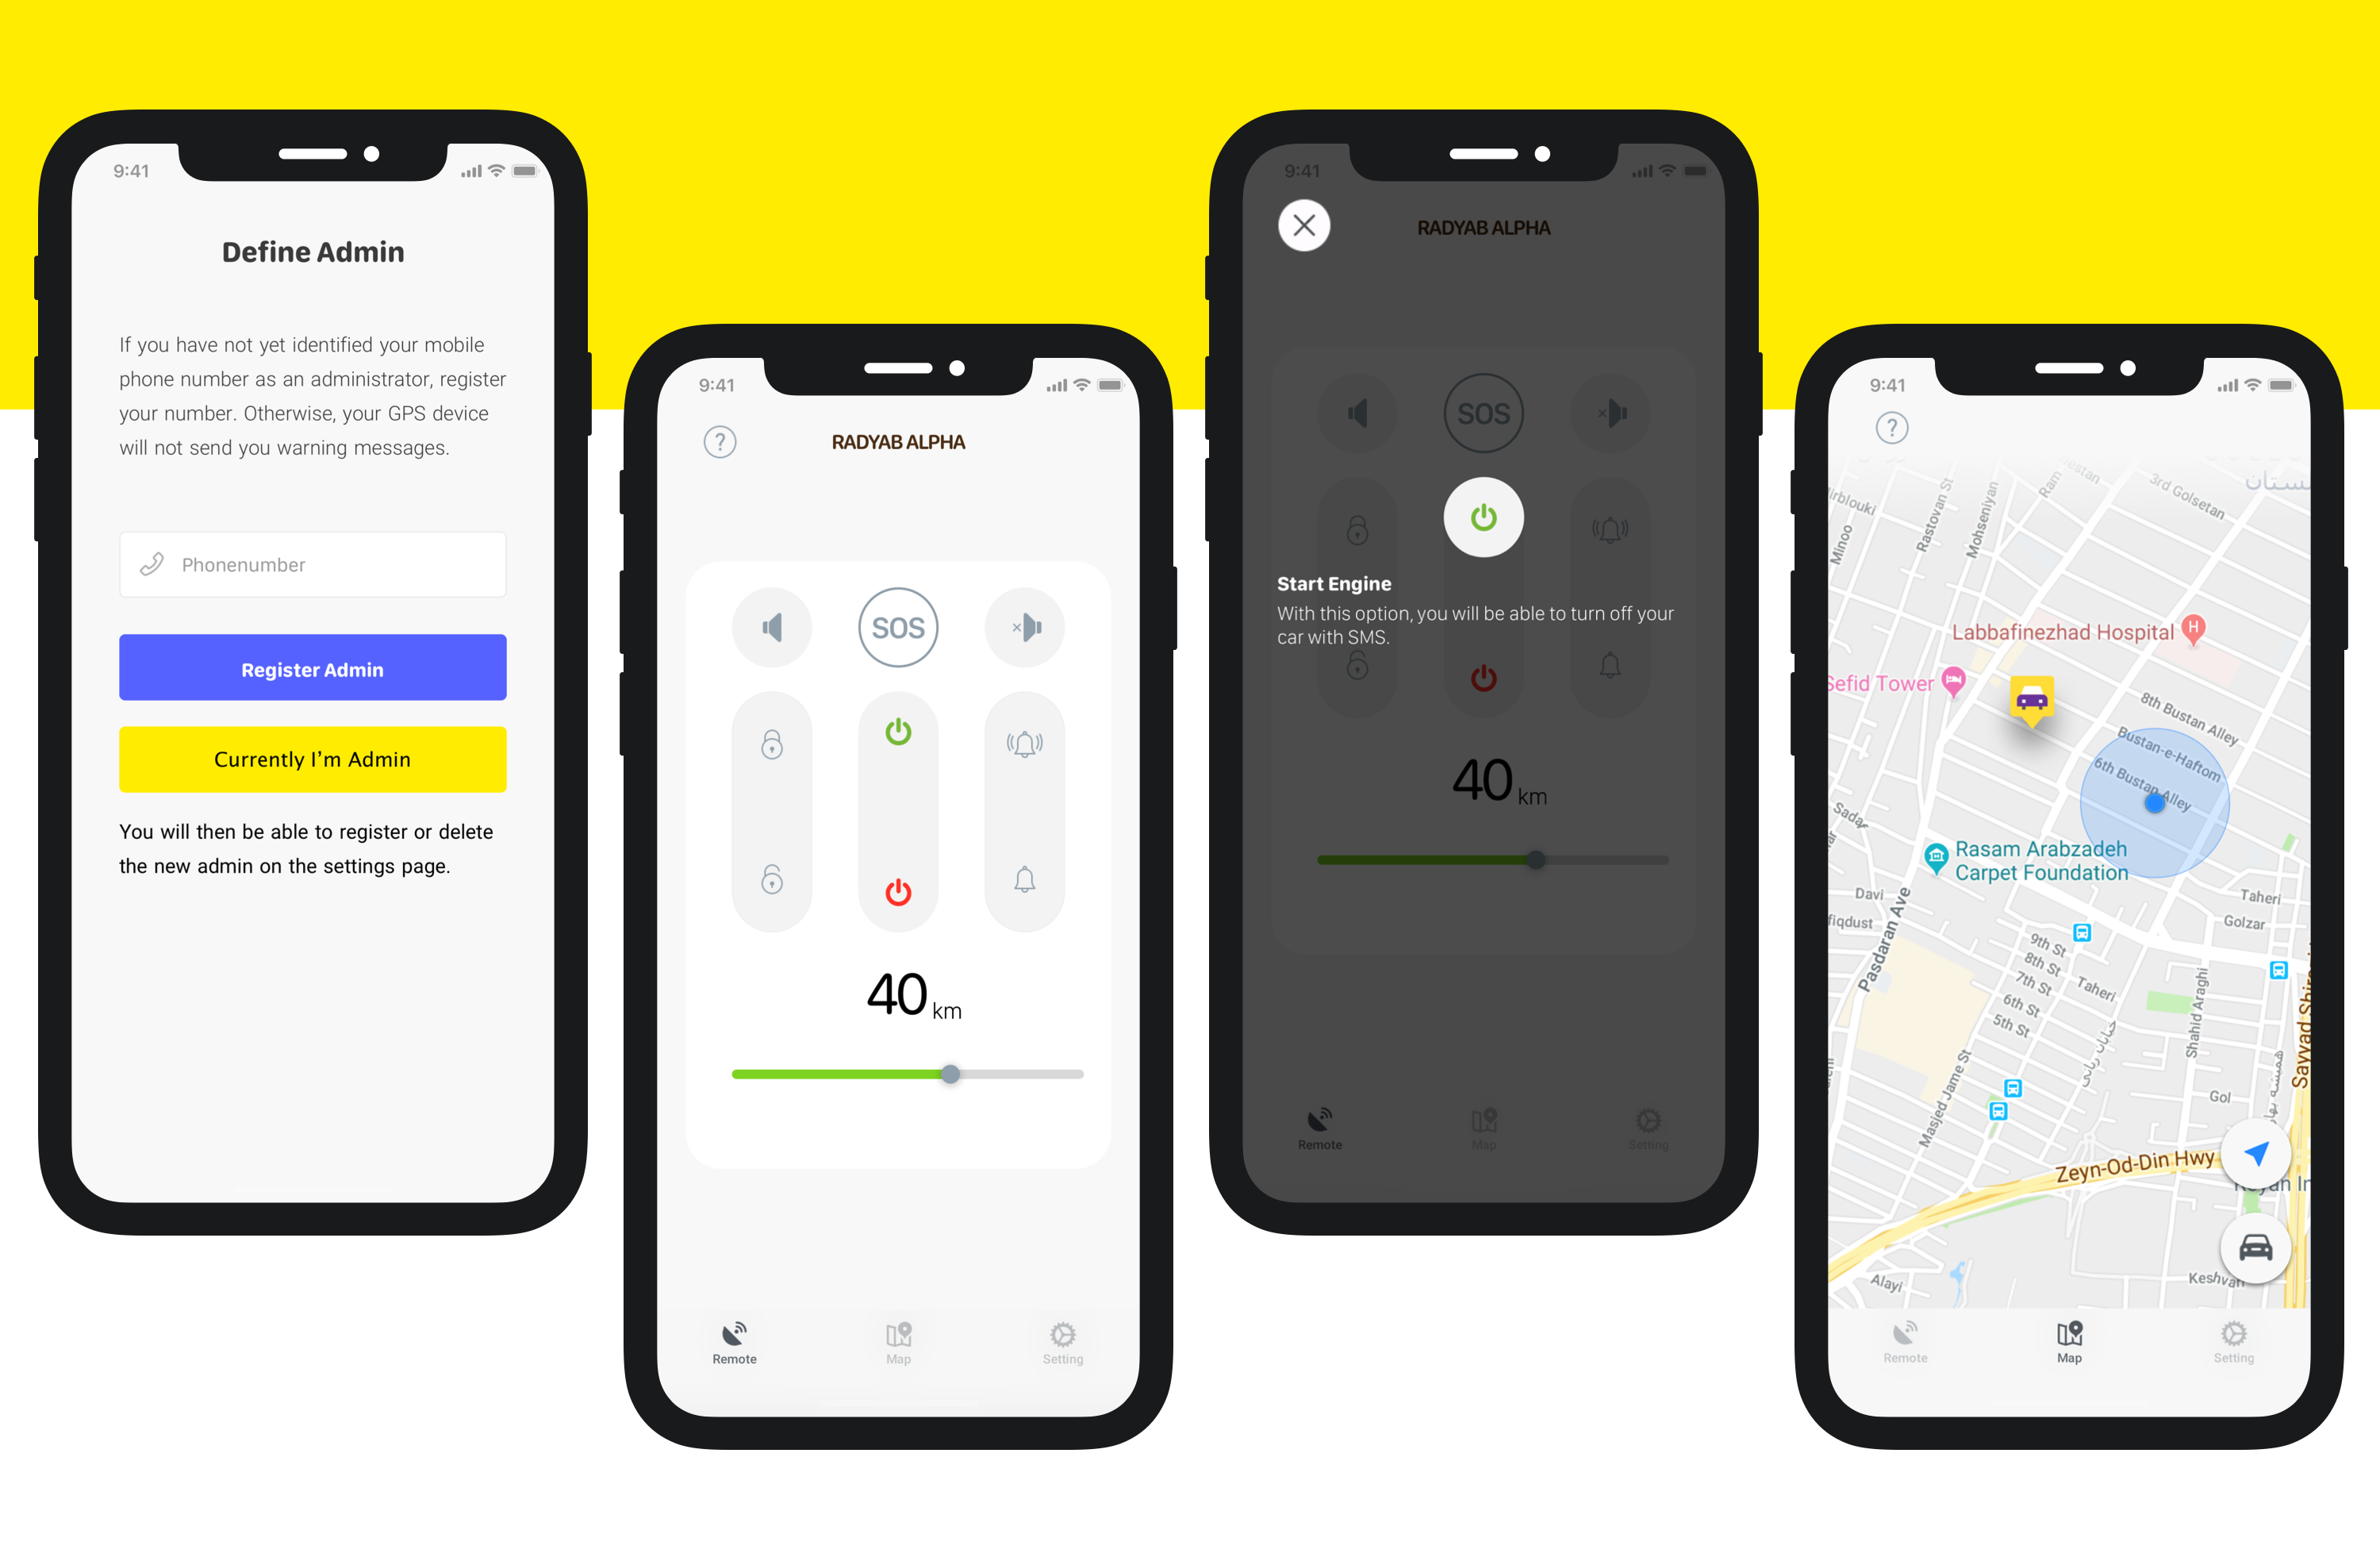 9:41
Define Admin
If you have not yet identified your mobile
phone number as an administrator, register
your number. Otherwise, your GPS device
will not send you warning messages.
Phonenumber
Register Admin
Currently I'm Admin
You will then be able to register or delete
the new admin on the settings page.
9:41
?
RADYAB ALPHA
SOS
40 km
Remote
Map
Setting
9:41
RADYAB ALPHA
SOS
Start Engine
With this option, you will be able to turn off your
car with SMS.
40 km
Remote
Map
Setting
9:41
?
3rd Golsetan
Rastovan St
Mohseniyan
Ram
Minoo
Labbafinezhad Hospital
H
Sefid Tower
8th Bustan Alley
Bustan-e-Haftom
6th Bustan Alley
Sadar
Rasam Arabzadeh
Carpet Foundation
Davi
Taheri
fiqdust
Golzar
Pasdaran Ave
9th St
8th St
7th St
Taheri
6th St
5th St
Shahid Araghi
Masjed Jame St
Gol
Zeyn-Od-Din Hwy
Alayi
Remote
Map
Setting